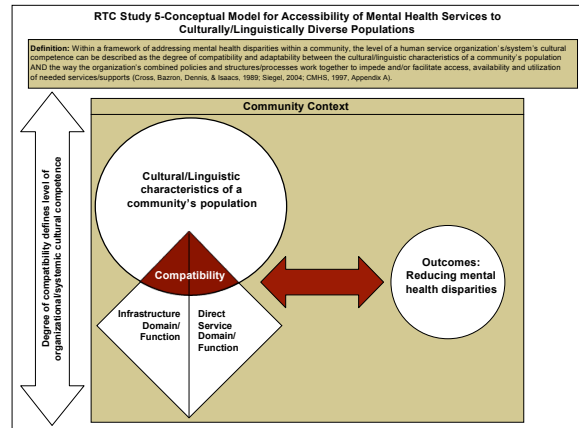 RTC Study 5-Conceptual Model for Accessibility of Mental Health Services to
Culturally/Linguistically Diverse Populations
Definition: Within a framework of addressing mental health disparities within a community, the level of a human service organization`s/system's cultural
competence can be described as the degree of compatibility and adaptability between the cultural/linguistic characteristics of a community's population
AND the way the organization's combined policies and structures/processes work together to impede and/or facilitate access, availability and utilization
of needed services/supports (Cross, Bazron, Dennis, & Isaacs, 1989; Siegel, 2004; CMHS, 1997, Appendix A).
Degree of compatibility defines level of
organizational/systemic cultural competence
Community Context
Cultural/Linguistic
characteristics of a
community's population
Compatibility
Infrastructure
Domain/
Function
Direct
Service
Domain/
Function
Outcomes:
Reducing mental
health disparities